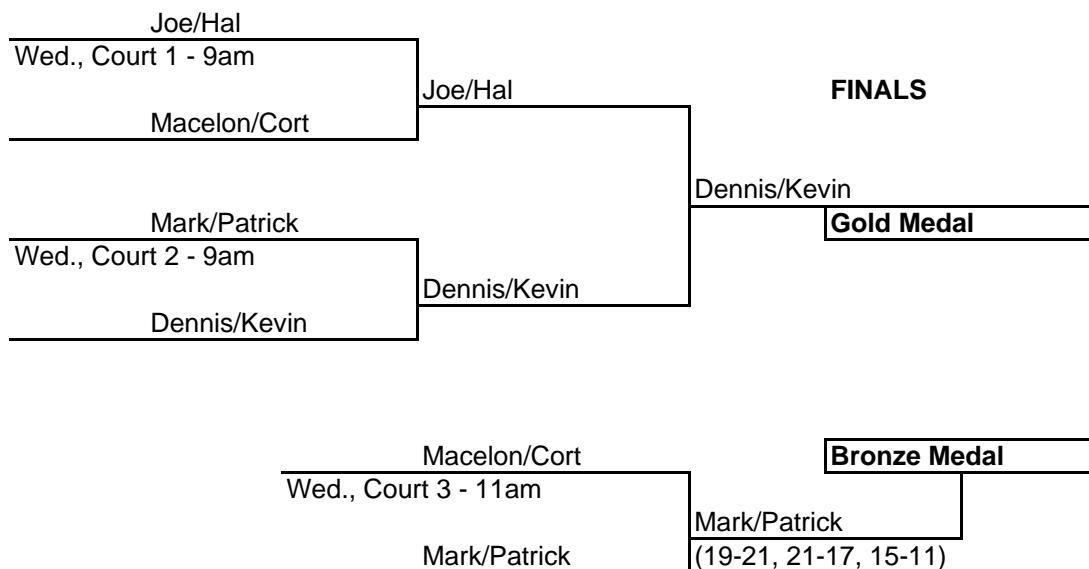 Joe/Hal
Wed., Court 1 - 9am
Joe/Hal
FINALS
Macelon/Cort
Dennis/Kevin
Mark/Patrick
Gold Medal
Wed., Court 2 - 9am
Dennis/Kevin
Dennis/Kevin
Macelon/Cort
Bronze Medal
Wed., Court 3 - 11am
Mark/Patrick
Mark/Patrick
(19-21, 21-17, 15-11)